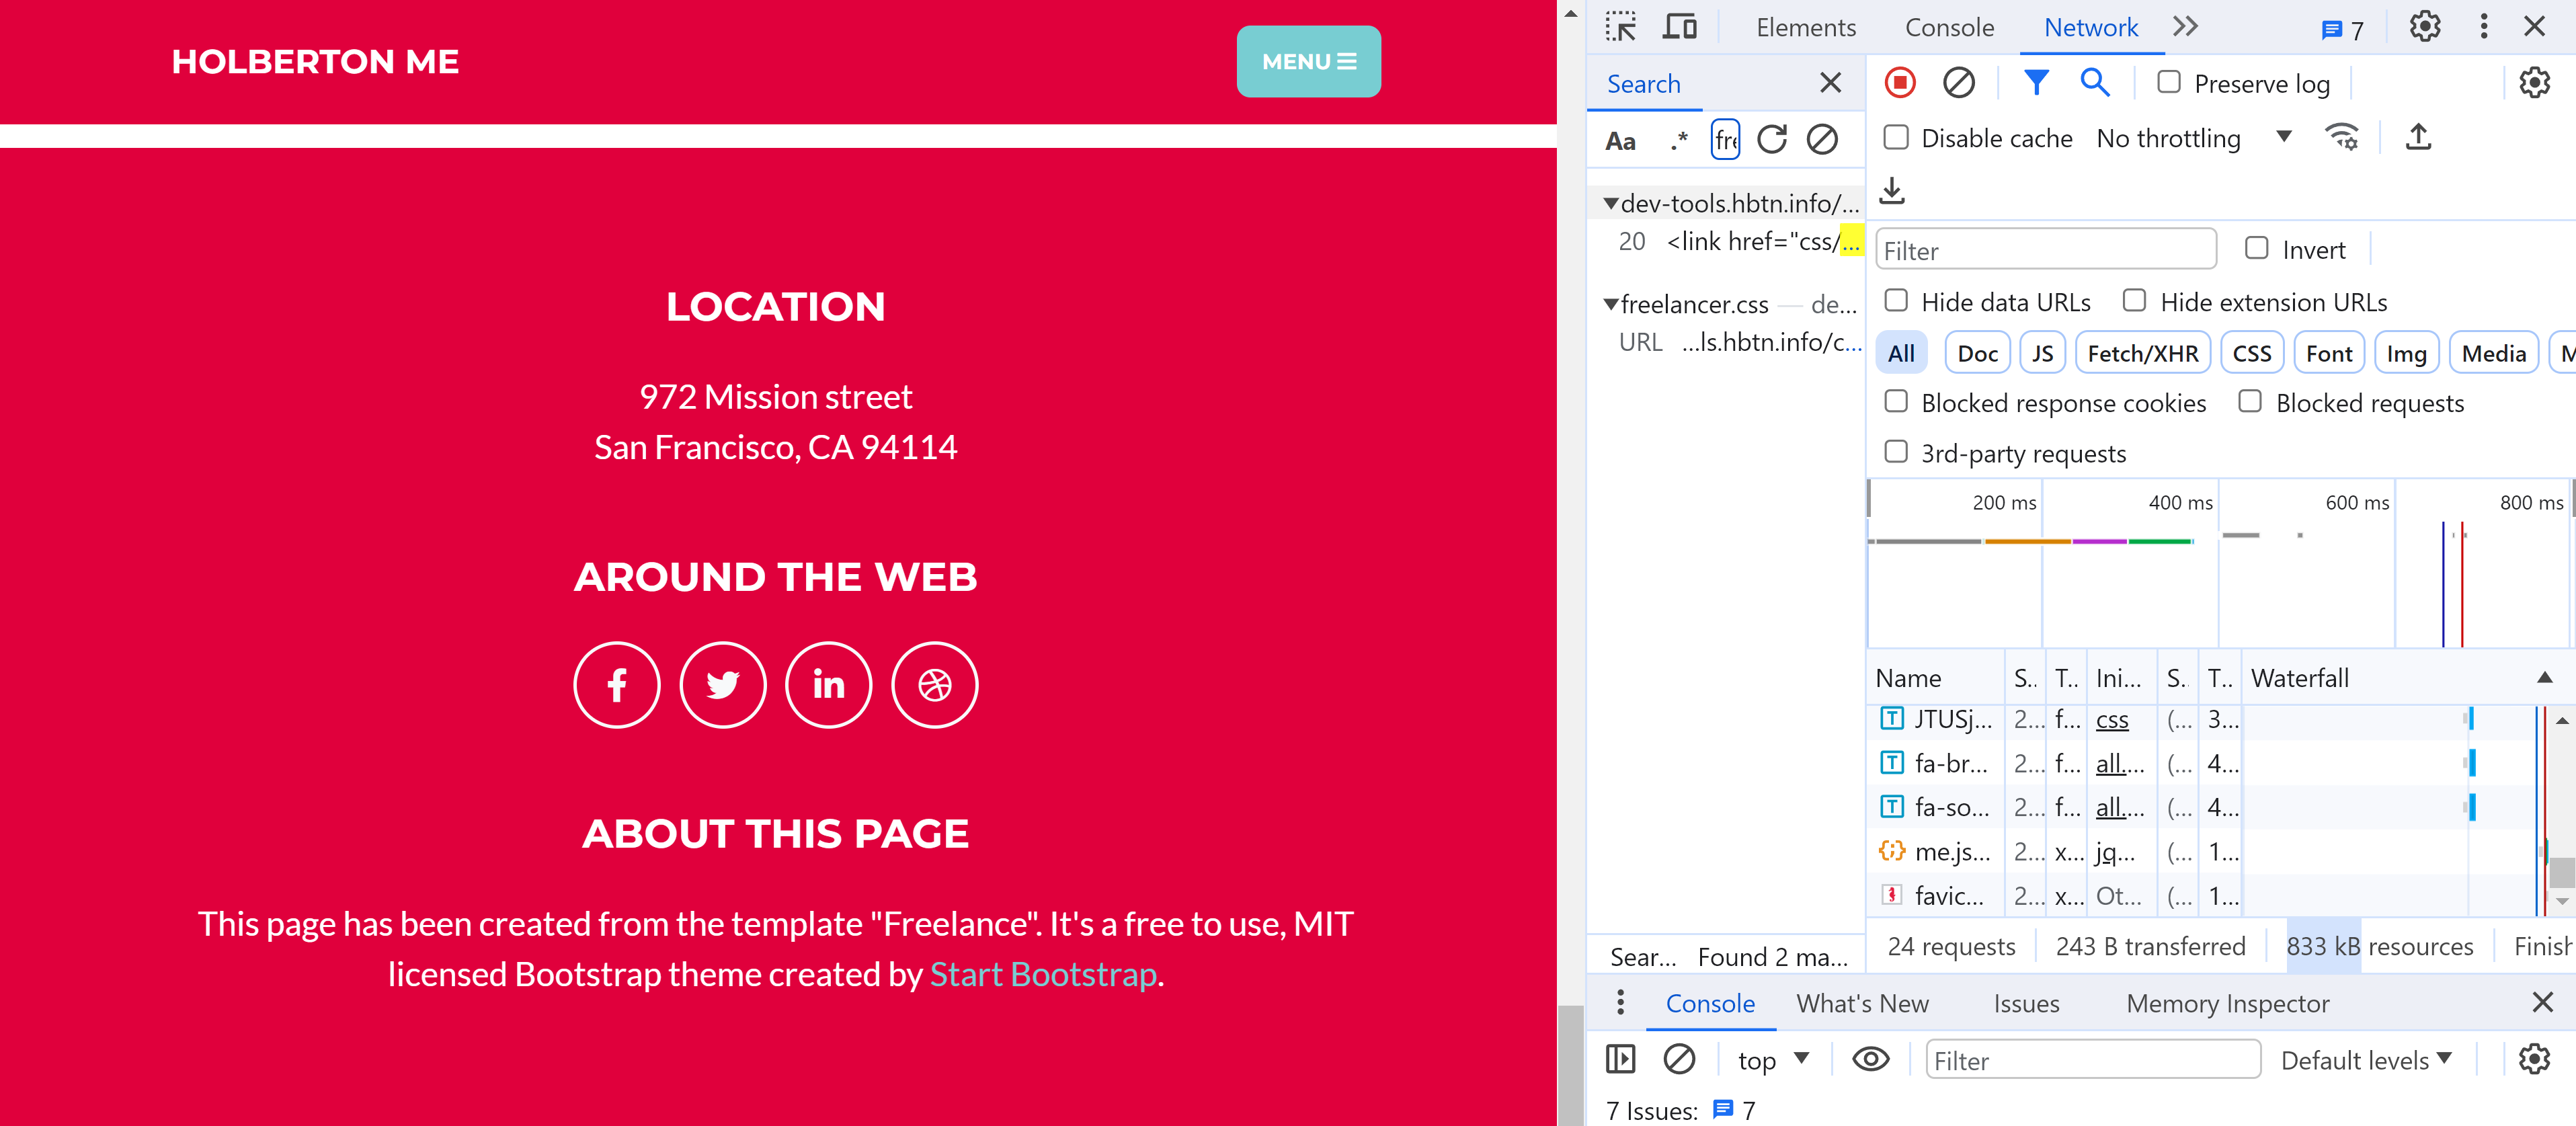 HOLBERTON ME
MENU
LOCATION
972 Mission street
San Francisco, CA 94114
AROUND THE WEB
ABOUT THIS PAGE
This page has been created from the template "Freelance". It's a free to use, MIT
licensed Bootstrap theme created by Start Bootstrap.
Elements Console Network 7
Search
Aa .* fre
dev-tools.hbtn.info/...
20 <link href="css/...
freelancer.css — de...
URL ...ls.hbtn.info/c...
Sear... Found 2 ma...
Preserve log
Disable cache No throttling
Filter Invert
Hide data URLs Hide extension URLs
All Doc JS Fetch/XHR CSS Font Img Media M
Blocked response cookies Blocked requests
3rd-party requests
200 ms 400 ms 600 ms 800 ms
Name S.. T.. Ini... S.. T.. Waterfall
JTUSj... 2... f... css (... 3...
fa-br... 2... f... all.... (... 4...
fa-so... 2... f... all.... (... 4...
me.js... 2... x... jq... (... 1...
favic... 2... x... Ot... (... 1...
24 requests 243 B transferred 833 kB resources Finish
Console What's New Issues Memory Inspector
top Filter Default levels
7 Issues: 7